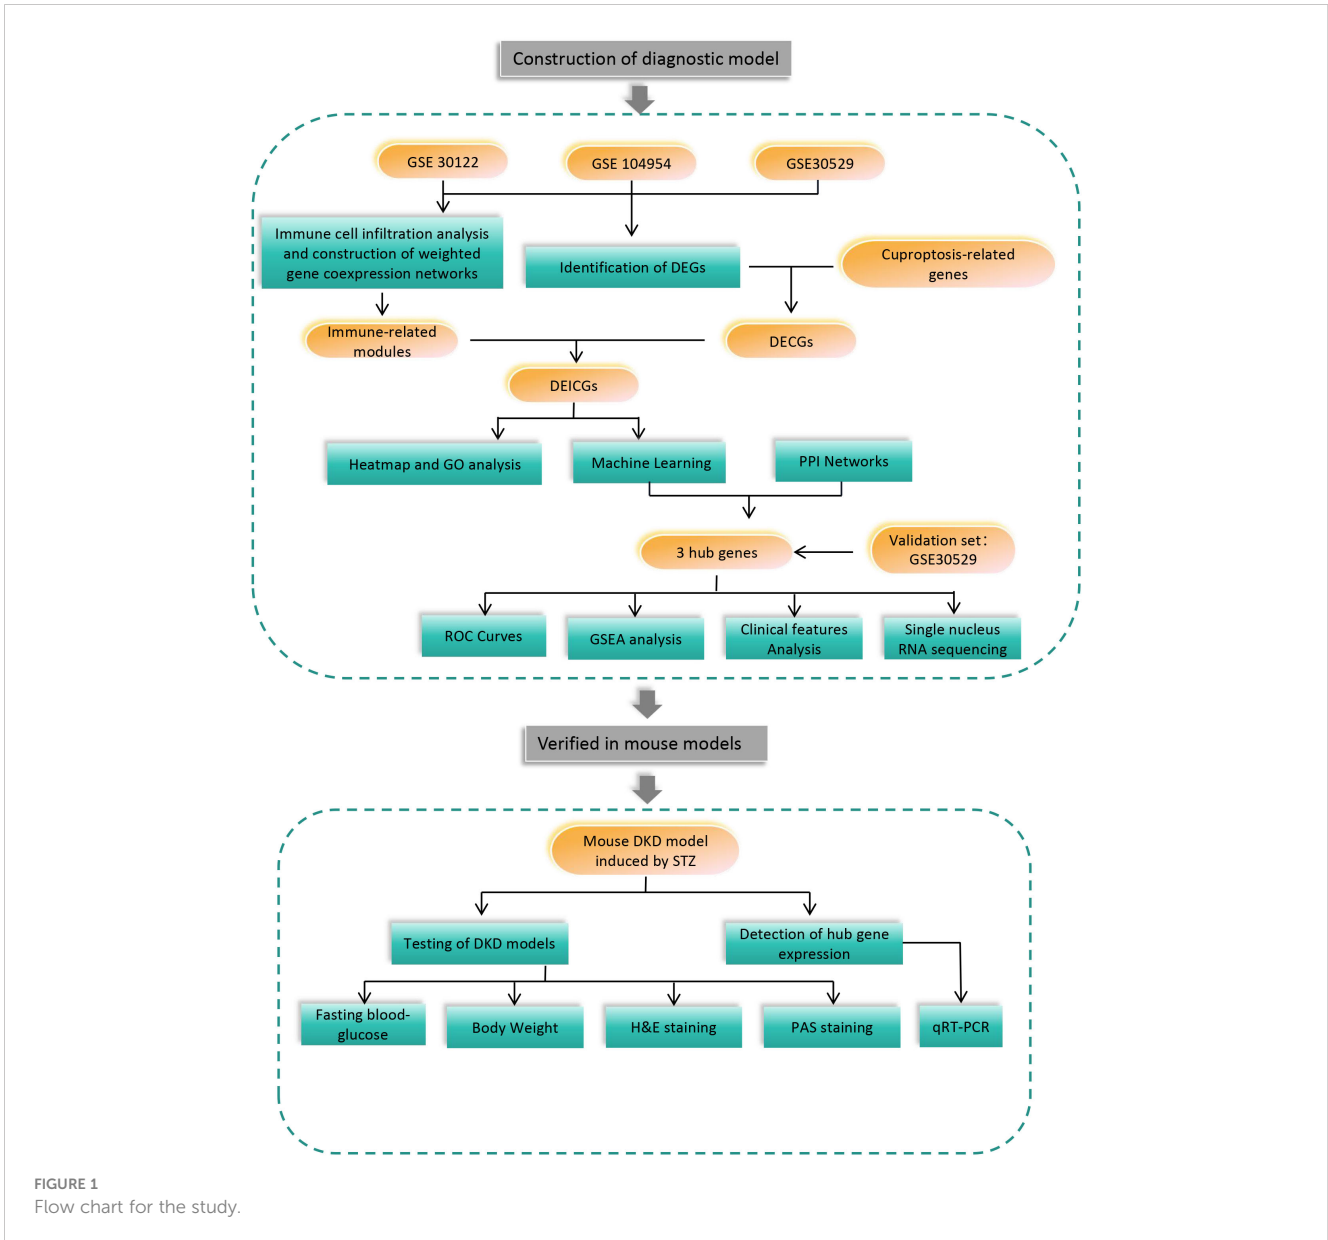 Construction of diagnostic model
GSE 30122
GSE 104954
GSE30529
Immune cell infiltration analysis
and construction of weighted
gene coexpression networks
Identification of DEGs
Cuproptosis-related
genes
Immune-related
modules
DECGs
DEICGs
Heatmap and GO analysis
Machine Learning
PPI Networks
3 hub genes
Validation set：
GSE30529
ROC Curves
GSEA analysis
Clinical features
Analysis
Single nucleus
RNA sequencing
Verified in mouse models
Mouse DKD model
induced by STZ
Testing of DKD models
Detection of hub gene
expression
Fasting blood-
glucose
Body Weight
H&E staining
PAS staining
qRT-PCR
FIGURE 1
Flow chart for the study.